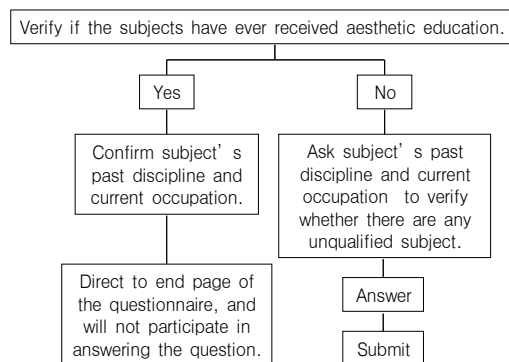 Verify if the subjects have ever received aesthetic education.
Yes
No
Confirm subject’ s
past discipline and
current occupation.
Ask subject’ s past
discipline and current
occupation to verify
whether there are any
unqualified subject.
Direct to end page of
the questionnaire, and
will not participate in
answering the question.
Answer
Submit